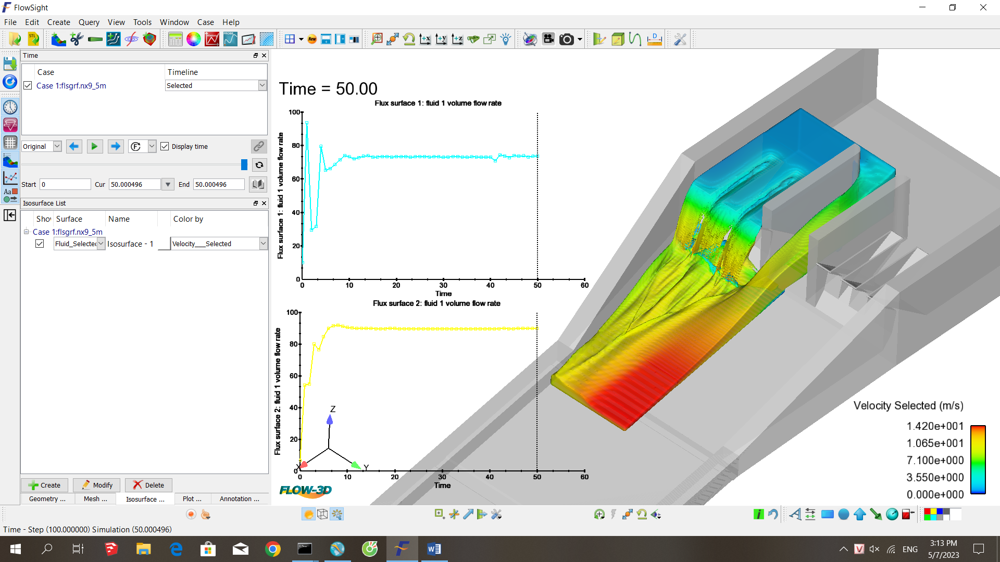 FlowSight
File Edit Create Query View Tools Window Case Help
Time
Case Timeline
Case 1:flsgrf.nx9_5m Selected
Original Display time
Start 0 Cur 50.000496 End 50.000496
Isosurface List
Surface Name Color by
Case 1:flsgrf.nx9_5m
Isosurface - 1 Velocity___Selected
Create Modify Delete
Geometry ... Mesh ... Isosurface ... Plot ... Annotation ...
Time = 50.00
Flux surface 1: fluid 1 volume flow rate
Flux surface 1: fluid 1 volume flow rate
100
80
60
40
20
0
0 10 20 30 40 50 60
Time
Flux surface 2: fluid 1 volume flow rate
Flux surface 2: fluid 1 volume flow rate
100
80
60
40
20
0
0 10 20 30 40 50 60
Time
Z
X
Y
FLOW-3D
Velocity Selected (m/s)
1.420e+001
1.065e+001
7.100e+000
3.550e+000
0.000e+000
Time - Step (100.000000) Simulation (50.000496)
ENG
3:13 PM
5/7/2023